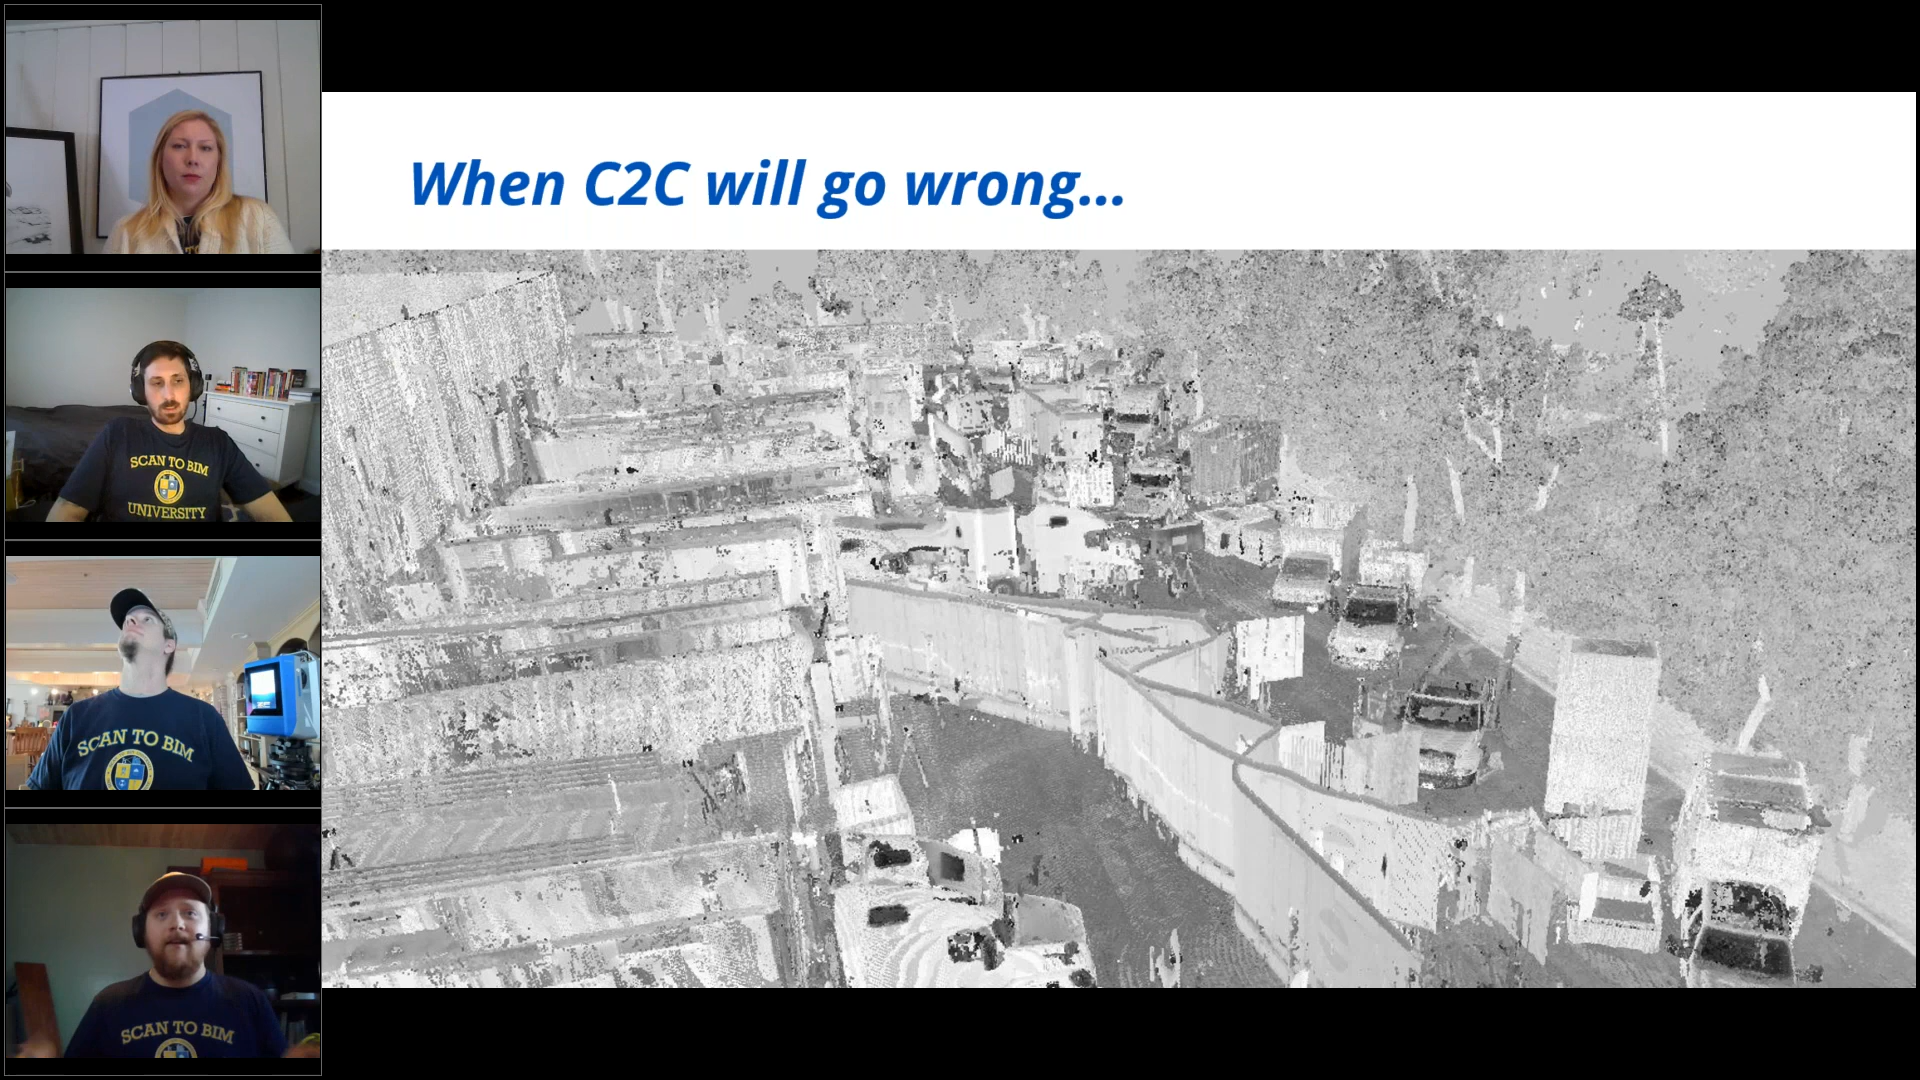 When C2C will go wrong...
SCAN TO BIM
UNIVERSITY
SCAN TO BIM
SCAN TO BIM